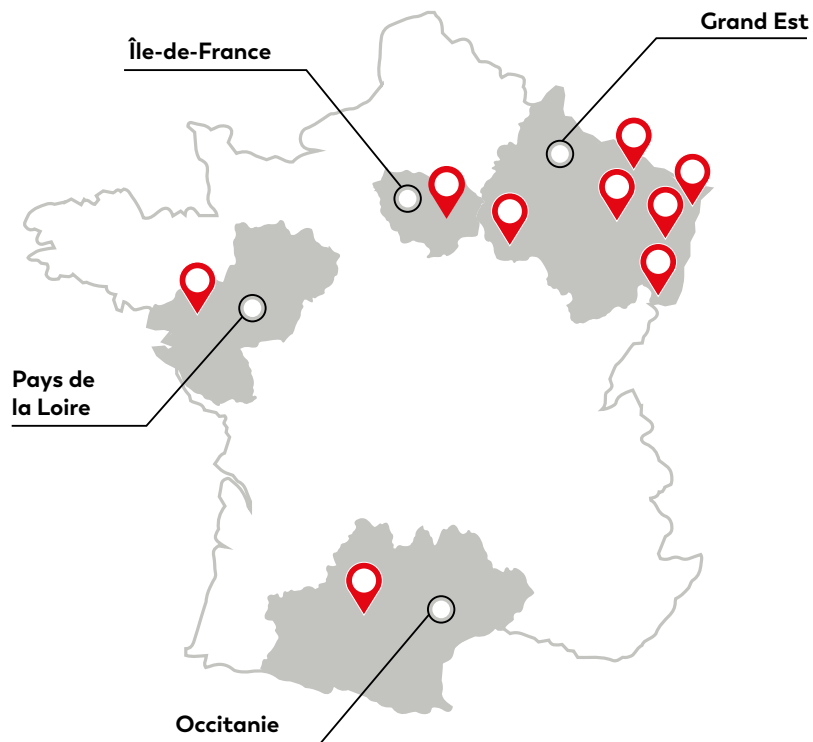 Grand Est
Île-de-France
Pays de
la Loire
Occitanie